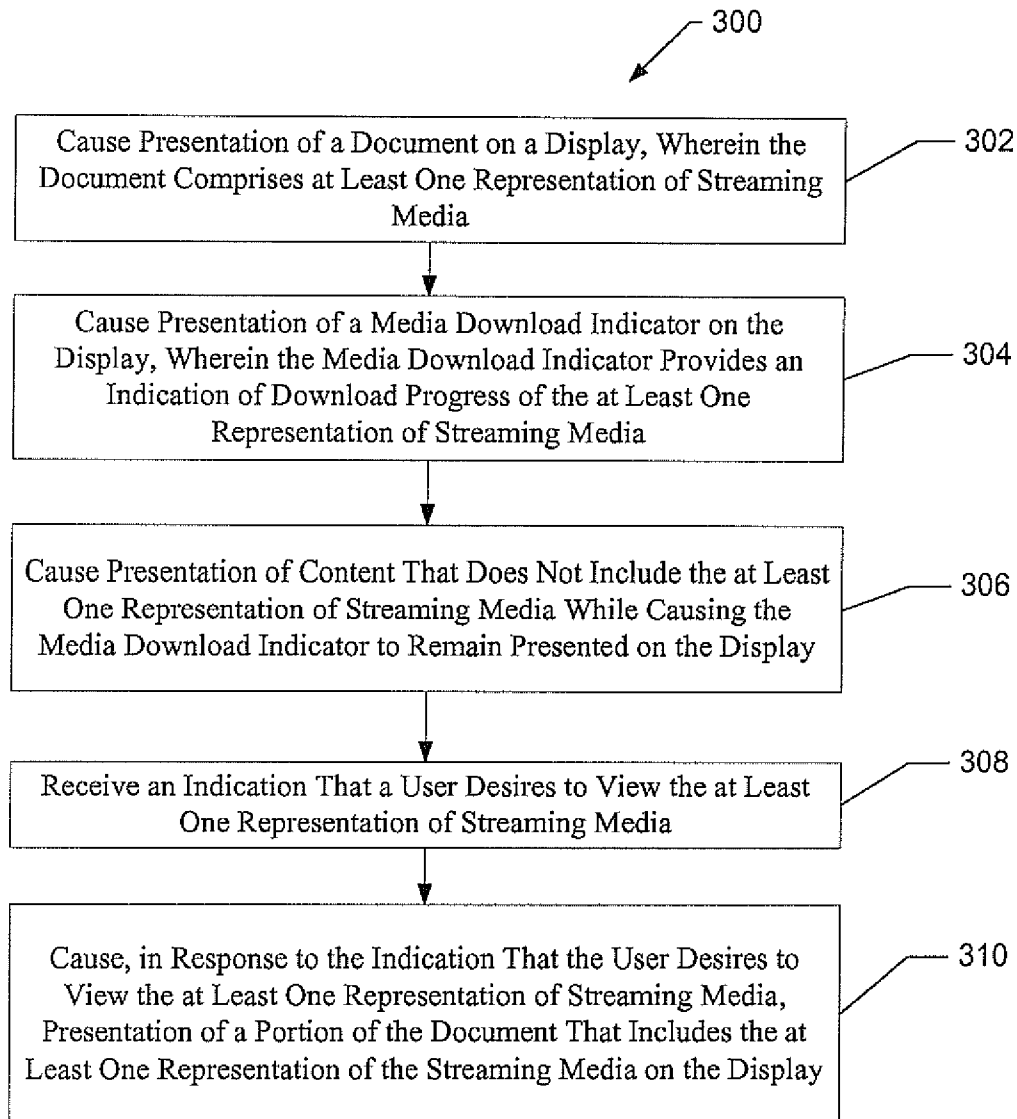 300
Cause Presentation of a Document on a Display, Wherein the
Document Comprises at Least One Representation of Streaming
Media
302
Cause Presentation of a Media Download Indicator on the
Display, Wherein the Media Download Indicator Provides an
Indication of Download Progress of the at Least One
Representation of Streaming Media
304
Cause Presentation of Content That Does Not Include the at Least
One Representation of Streaming Media While Causing the
Media Download Indicator to Remain Presented on the Display
306
Receive an Indication That a User Desires to View the at Least
One Representation of Streaming Media
308
Cause, in Response to the Indication That the User Desires to
View the at Least One Representation of Streaming Media,
Presentation of a Portion of the Document That Includes the at
Least One Representation of the Streaming Media on the Display
310